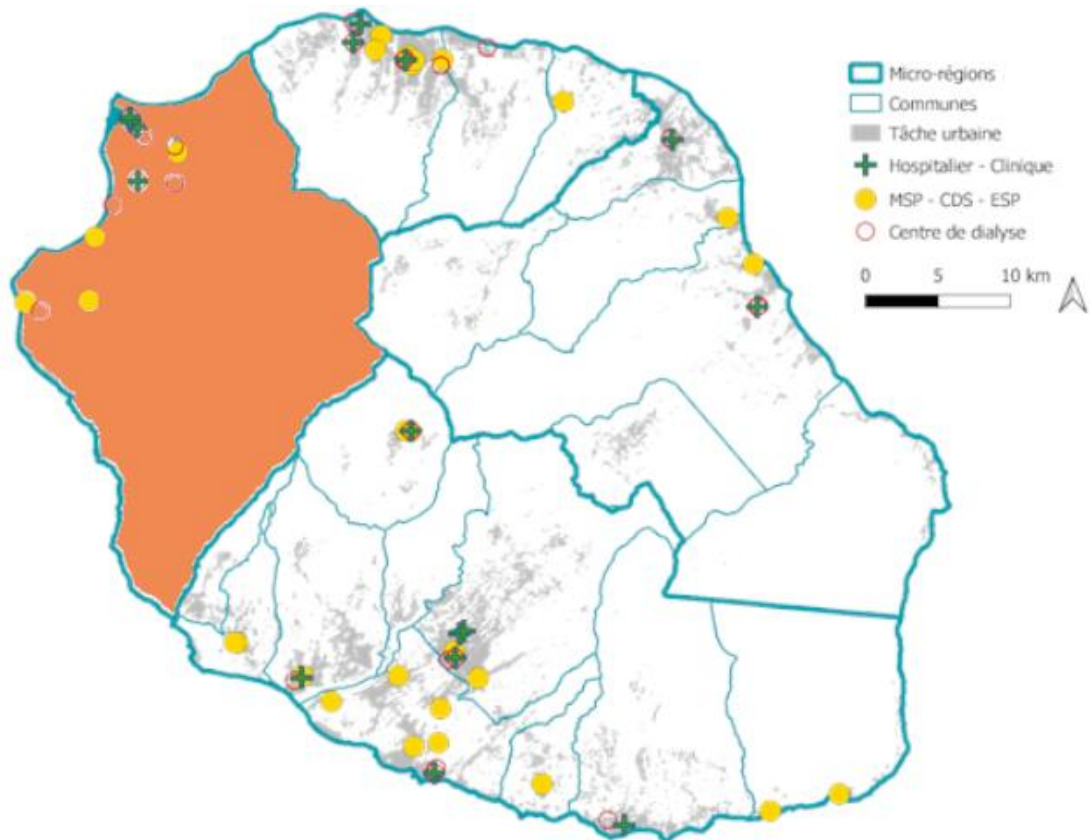 Micro-régions
Communes
Tâche urbaine
Hospitalier - Clinique
MSP - CDS - ESP
Centre de dialyse
0 5 10 km